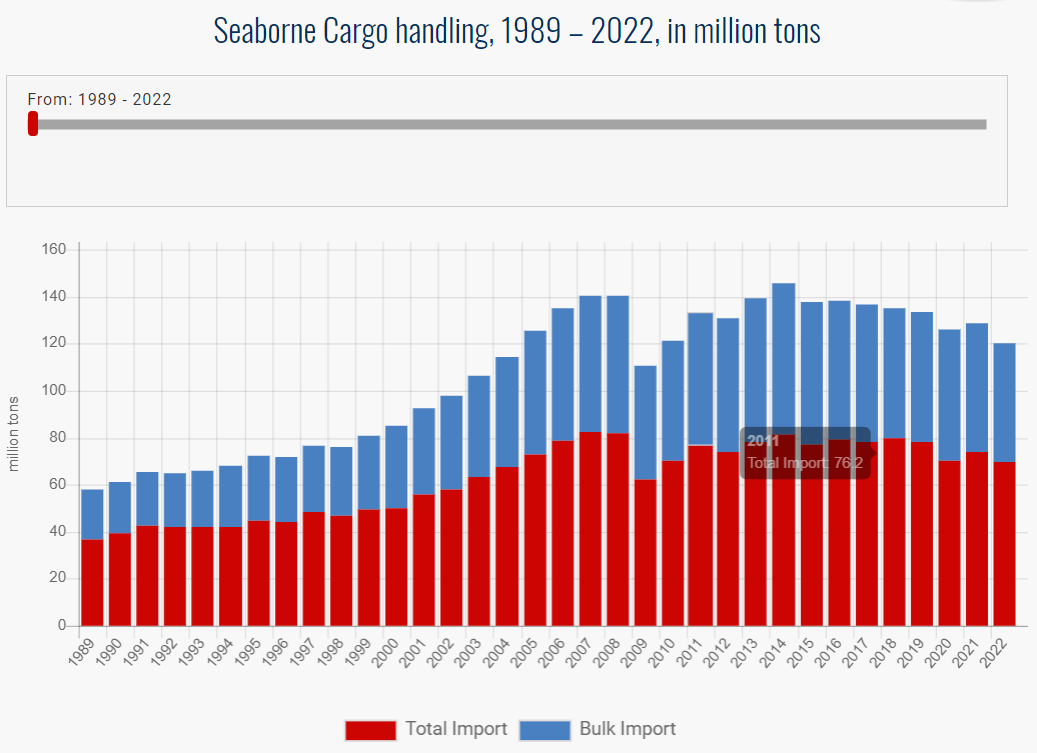 Seaborne Cargo handling, 1989 – 2022, in million tons
From: 1989 - 2022
160
140
120
100
80
60
40
20
0
million tons
2011
Total Import: 76.2
1989 1990 1991 1992 1993 1994 1995 1996 1997 1998 1999 2000 2001 2002 2003 2004 2005 2006 2007 2008 2009 2010 2011 2012 2013 2014 2015 2016 2017 2018 2019 2020 2021 2022
Total Import Bulk Import